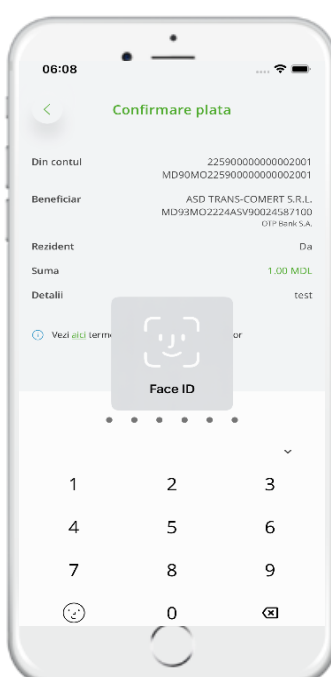 06:08
Confirmare plata
Din contul 225900000000002001
MD90MO225900000000002001
Beneficiar ASD TRANS-COMERT S.R.L.
MD93MO2224ASV90024587100
OTP Bank S.A.
Rezident Da
Suma 1.00 MDL
Detalii test
Vezi aici or
Face ID
1 2 3
4 5 6
7 8 9
0